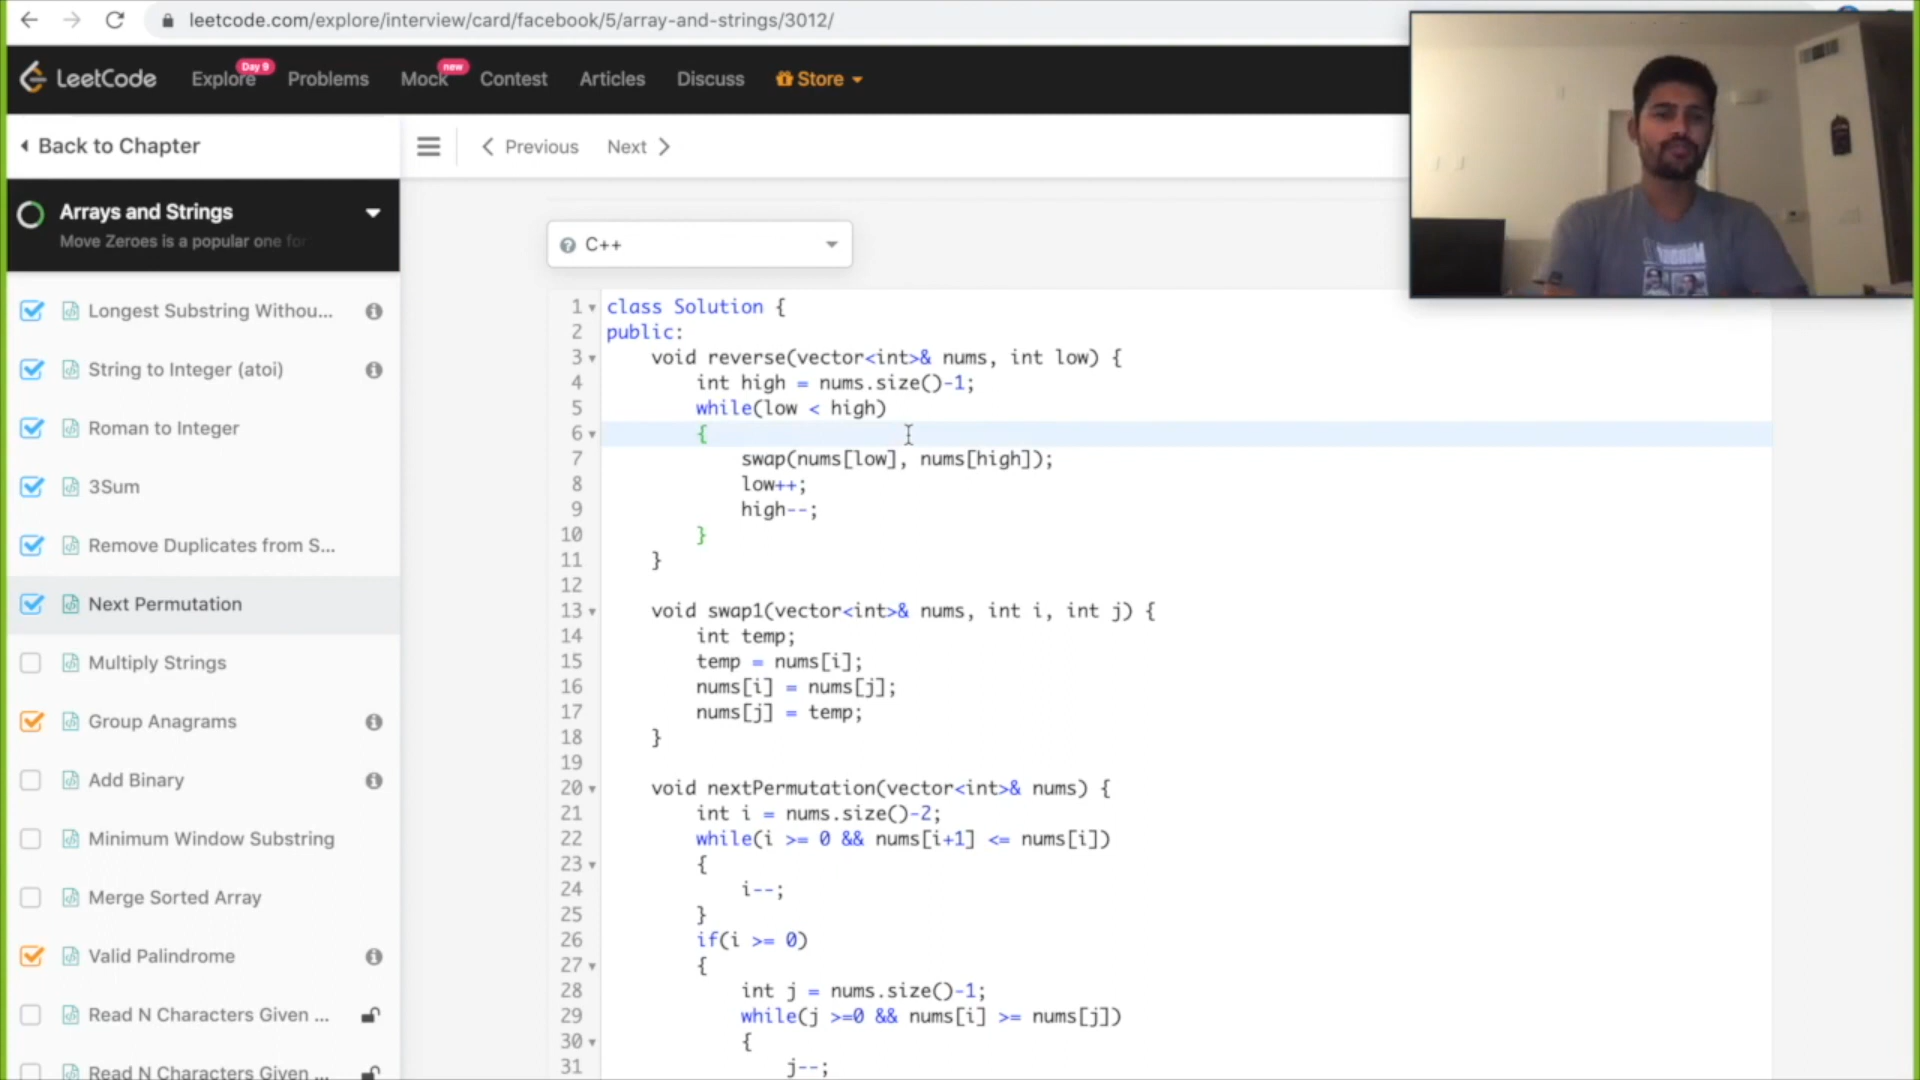 leetcode.com/explore/interview/card/facebook/5/array-and-strings/3012/
LeetCode Explore Day 9 Problems Mock new Contest Articles Discuss Store
Back to Chapter
Previous Next
Arrays and Strings
Move Zeroes is a popular one for
Longest Substring Withou...
String to Integer (atoi)
Roman to Integer
3Sum
Remove Duplicates from S...
Next Permutation
Multiply Strings
Group Anagrams
Add Binary
Minimum Window Substring
Merge Sorted Array
Valid Palindrome
Read N Characters Given ...
Read N Characters Given ...
C++
1 class Solution {
2 public:
3 void reverse(vector<int>& nums, int low) {
4 int high = nums.size()-1;
5 while(low < high)
6 {
7 swap(nums[low], nums[high]);
8 low++;
9 high--;
10 }
11 }
12
13 void swap1(vector<int>& nums, int i, int j) {
14 int temp;
15 temp = nums[i];
16 nums[i] = nums[j];
17 nums[j] = temp;
18 }
19
20 void nextPermutation(vector<int>& nums) {
21 int i = nums.size()-2;
22 while(i >= 0 && nums[i+1] <= nums[i])
23 {
24 i--;
25 }
26 if(i >= 0)
27 {
28 int j = nums.size()-1;
29 while(j >=0 && nums[i] >= nums[j])
30 {
31 j--;